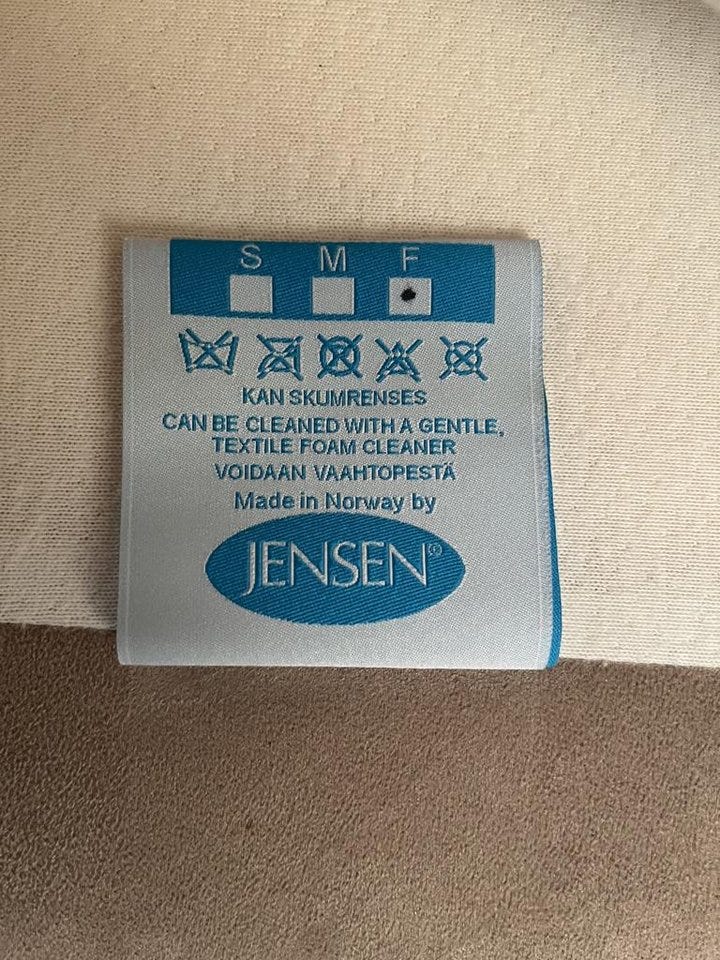 S M F
KAN SKUMRENSES
CAN BE CLEANED WITH A GENTLE,
TEXTILE FOAM CLEANER
VOIDAAN VAAHTOPESTÄ
Made in Norway by
JENSEN®